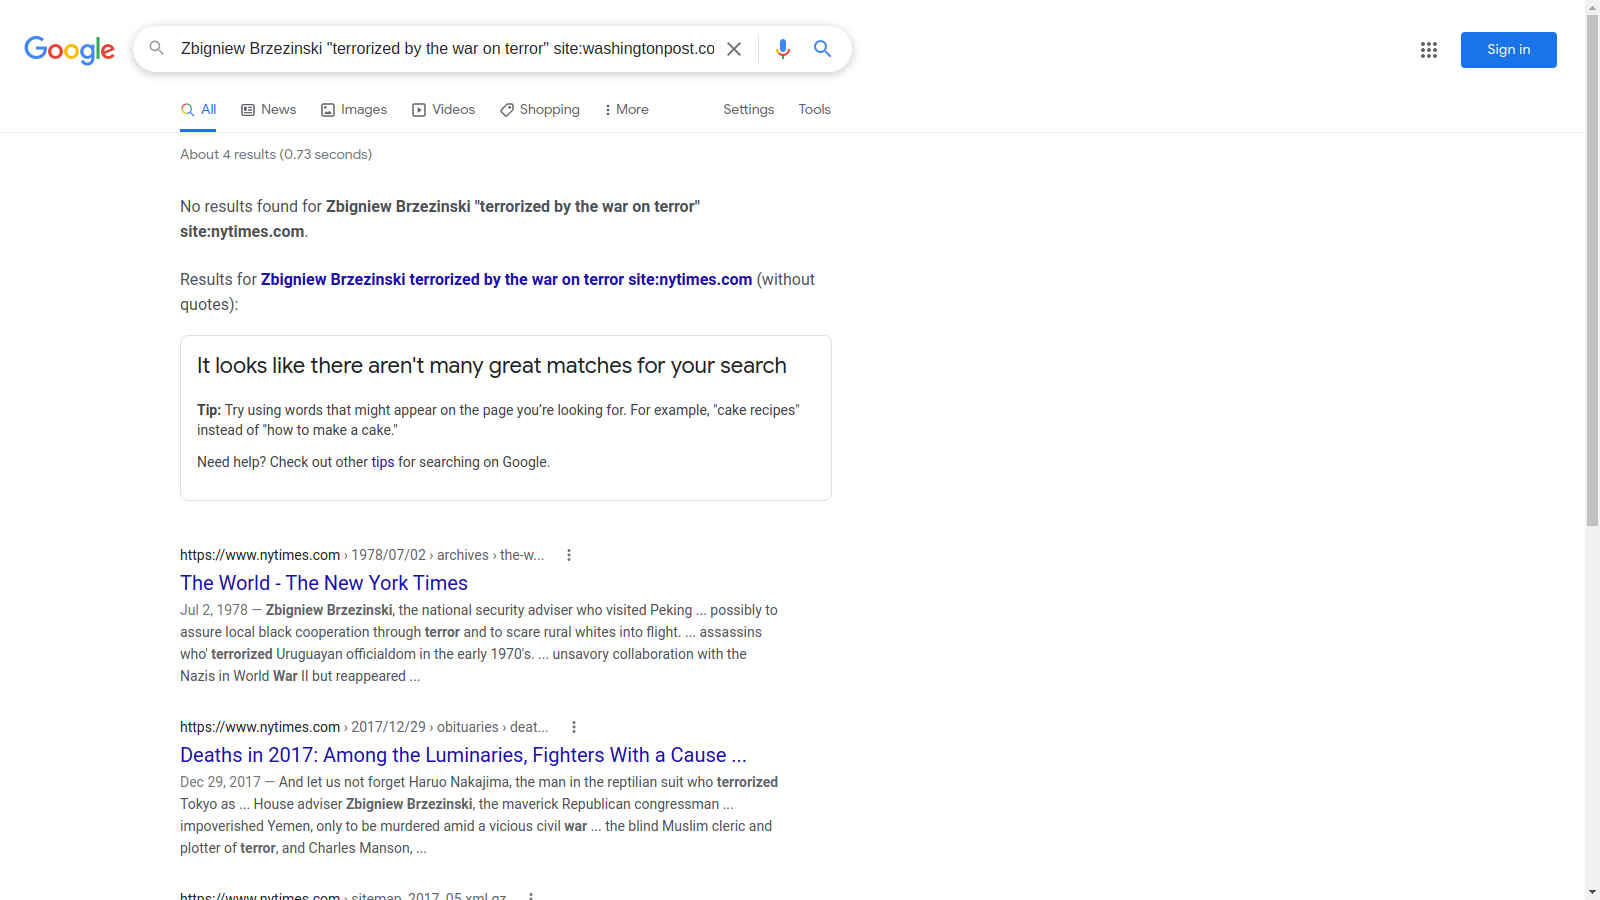 Google
Zbigniew Brzezinski "terrorized by the war on terror" site:washingtonpost.co
Sign in
All
News
Images
Videos
Shopping
More
Settings
Tools
About 4 results (0.73 seconds)
No results found for Zbigniew Brzezinski "terrorized by the war on terror"
site:nytimes.com.
Results for Zbigniew Brzezinski terrorized by the war on terror site:nytimes.com (without
quotes):
It looks like there aren't many great matches for your search
Tip: Try using words that might appear on the page you’re looking for. For example, "cake recipes"
instead of "how to make a cake."
Need help? Check out other tips for searching on Google.
https://www.nytimes.com › 1978/07/02 › archives › the-w...
The World - The New York Times
Jul 2, 1978 — Zbigniew Brzezinski, the national security adviser who visited Peking ... possibly to
assure local black cooperation through terror and to scare rural whites into flight. ... assassins
who' terrorized Uruguayan officialdom in the early 1970's. ... unsavory collaboration with the
Nazis in World War II but reappeared ...
https://www.nytimes.com › 2017/12/29 › obituaries › deat...
Deaths in 2017: Among the Luminaries, Fighters With a Cause ...
Dec 29, 2017 — And let us not forget Haruo Nakajima, the man in the reptilian suit who terrorized
Tokyo as ... House adviser Zbigniew Brzezinski, the maverick Republican congressman ...
impoverished Yemen, only to be murdered amid a vicious civil war ... the blind Muslim cleric and
plotter of terror, and Charles Manson, ...
https://www.nytimes.com › sitemap_2017_05.xml.gz